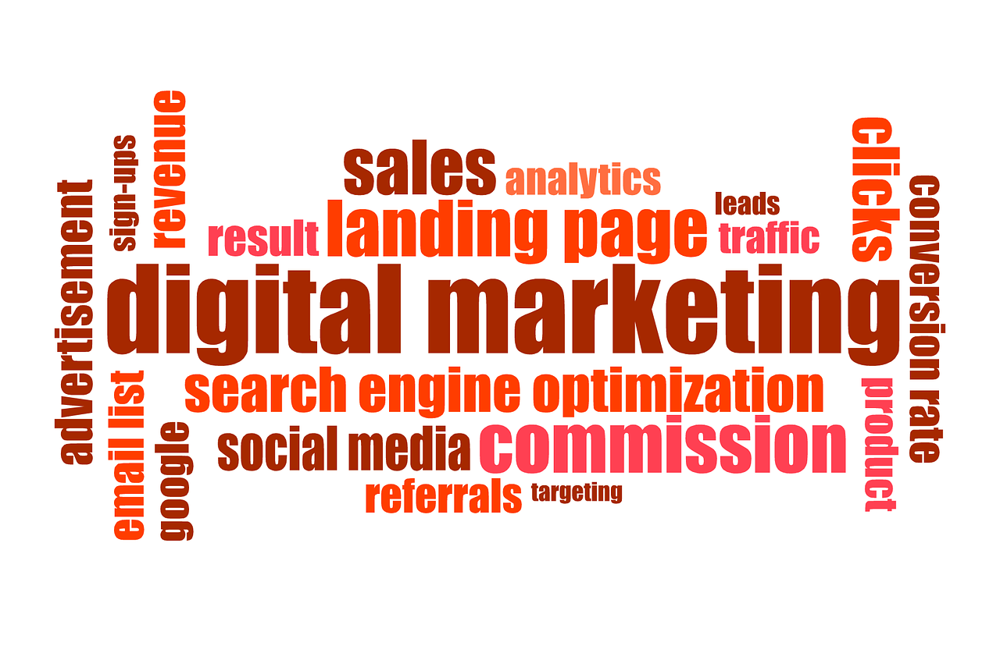 advertisement
sign-ups
revenue
email list
google
sales
analytics
result
landing page
leads
traffic
digital marketing
search engine optimization
social media
commission
referrals
targeting
clicks
conversion rate
product